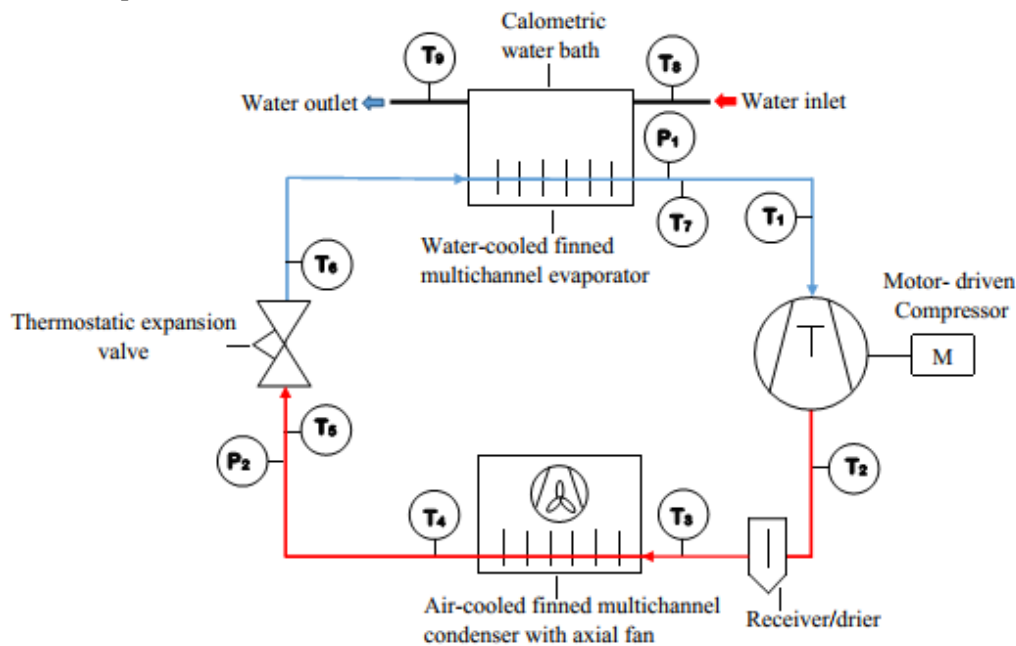 Calometric
water bath
T₉
T₈
Water outlet
Water inlet
P₁
T₇
T₁
Water-cooled finned
multichannel evaporator
T₆
Motor- driven
Compressor
Thermostatic expansion
valve
M
T₅
P₂
T₂
T₄
T₃
Air-cooled finned multichannel
condenser with axial fan
Receiver/drier